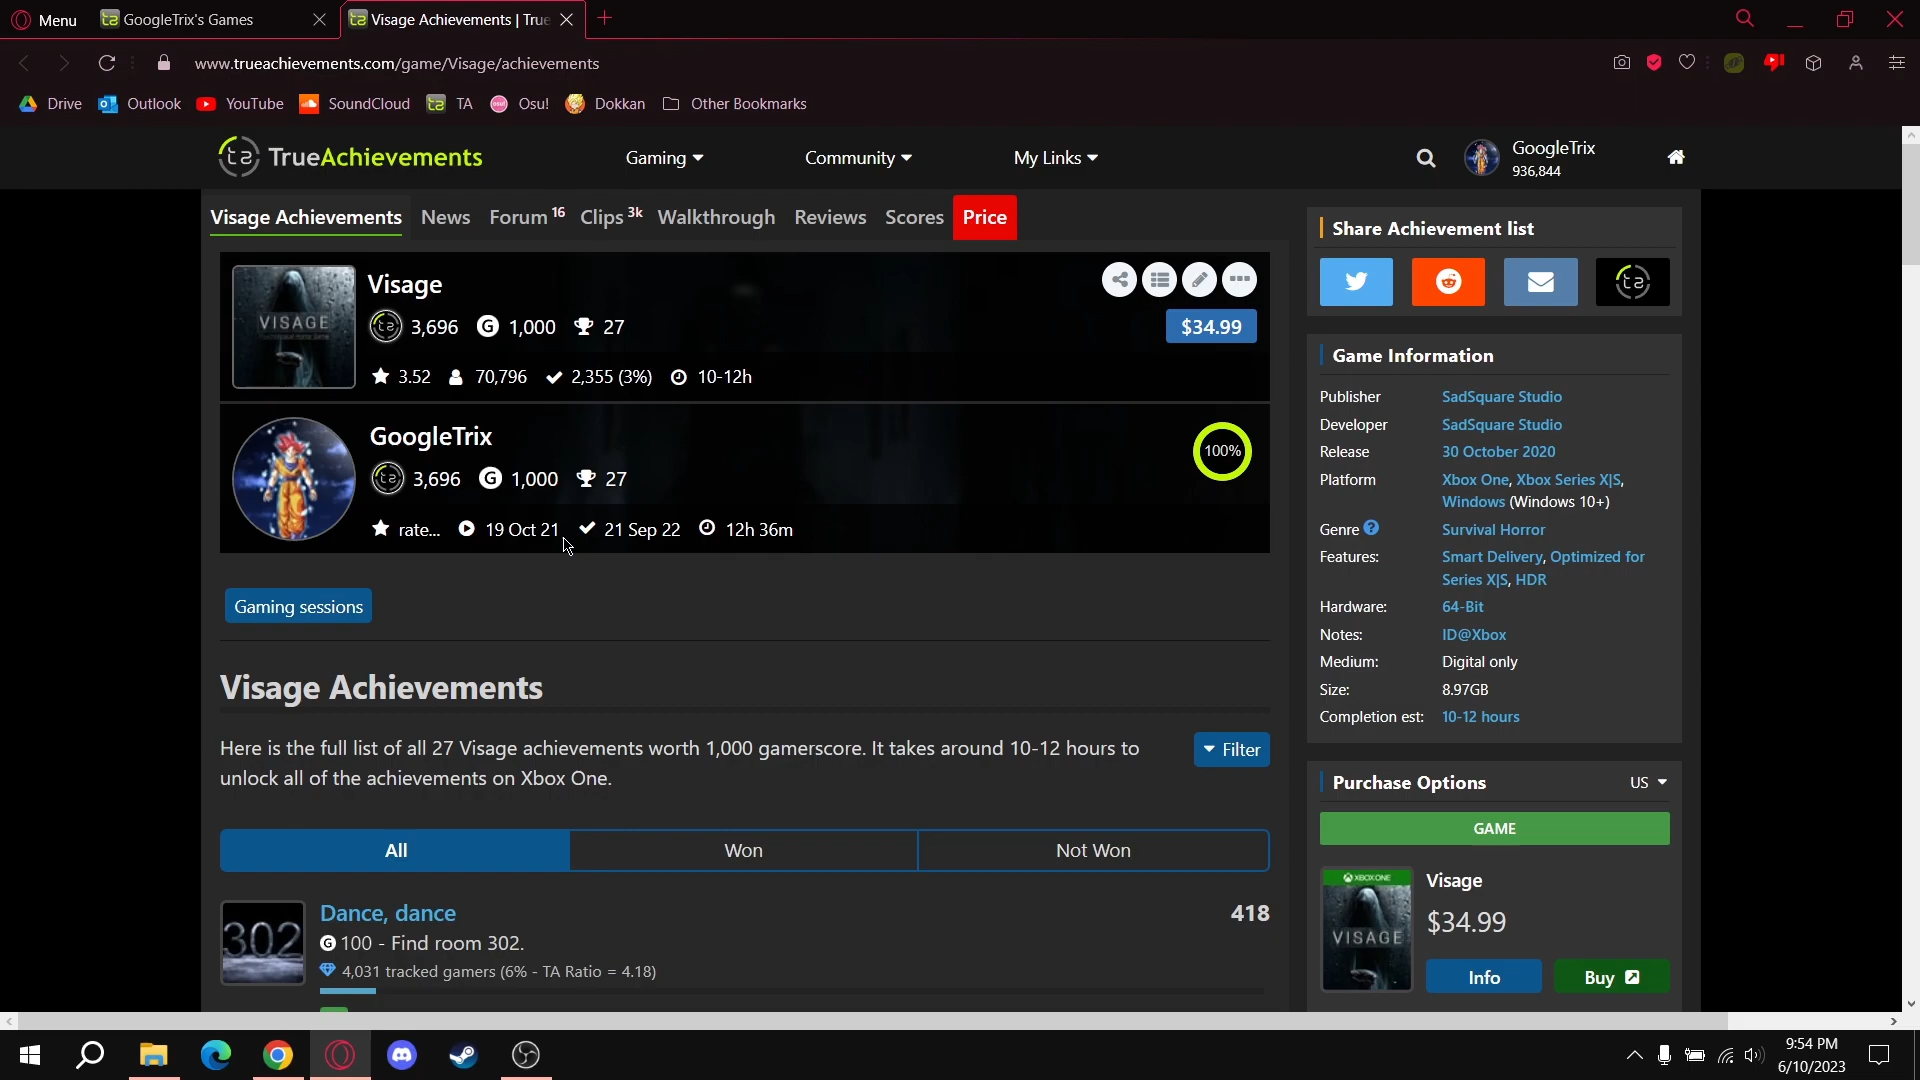 Menu
GoogleTrix's Games
Visage Achievements | True
www.trueachievements.com/game/Visage/achievements
Drive
Outlook
YouTube
SoundCloud
TA
Osu!
Dokkan
Other Bookmarks
TrueAchievements
Gaming
Community
My Links
GoogleTrix
936,844
Visage Achievements
News
Forum 16
Clips 3k
Walkthrough
Reviews
Scores
Price
VISAGE
Visage
3,696 G 1,000 27
$34.99
3.52 70,796 2,355 (3%) 10-12h
GoogleTrix
3,696 G 1,000 27
100%
rate... 19 Oct 21 21 Sep 22 12h 36m
Gaming sessions
Visage Achievements
Here is the full list of all 27 Visage achievements worth 1,000 gamerscore. It takes around 10-12 hours to
unlock all of the achievements on Xbox One.
Filter
All
Won
Not Won
302
Dance, dance
418
G 100 - Find room 302.
4,031 tracked gamers (6% - TA Ratio = 4.18)
Share Achievement list
Game Information
Publisher SadSquare Studio
Developer SadSquare Studio
Release 30 October 2020
Platform Xbox One, Xbox Series X|S,
Windows (Windows 10+)
Genre ? Survival Horror
Features: Smart Delivery, Optimized for
Series X|S, HDR
Hardware: 64-Bit
Notes: ID@Xbox
Medium: Digital only
Size: 8.97GB
Completion est: 10-12 hours
Purchase Options
US
GAME
XBOX ONE
VISAGE
Visage
$34.99
Info
Buy
9:54 PM
6/10/2023